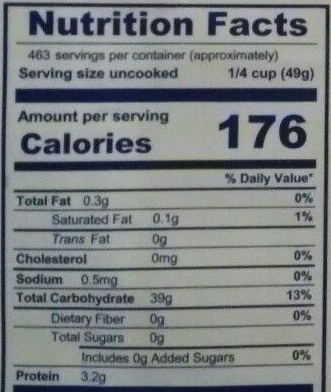 Nutrition Facts
463 servings per container (approximately)
Serving size uncooked 1/4 cup (49g)
Amount per serving
Calories 176
% Daily Value*
Total Fat 0.3g 0%
Saturated Fat 0.1g 1%
Trans Fat 0g
Cholesterol 0mg 0%
Sodium 0.5mg 0%
Total Carbohydrate 39g 13%
Dietary Fiber 0g 0%
Total Sugars 0g
Includes 0g Added Sugars 0%
Protein 3.2g